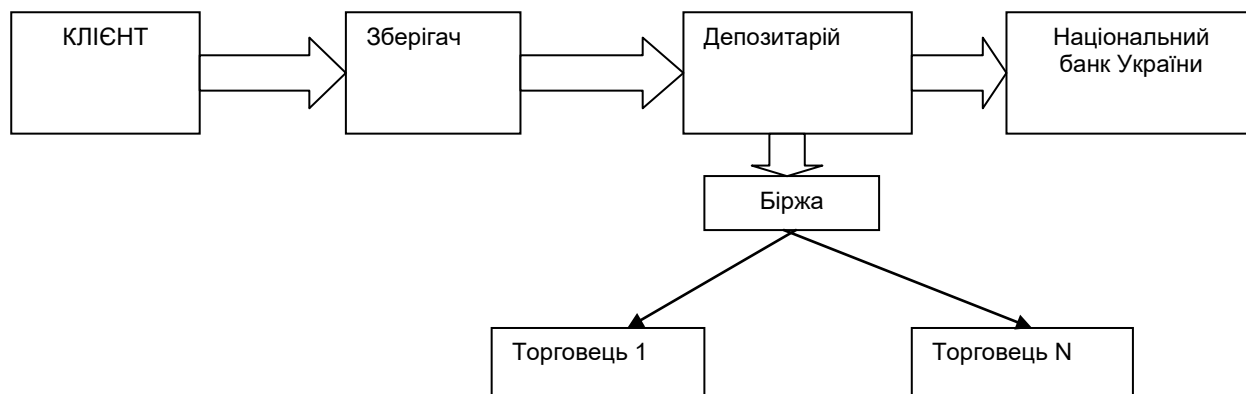 КЛІЄНТ
Зберігач
Депозитарій
Національний
банк України
Біржа
Торговець 1
Торговець N